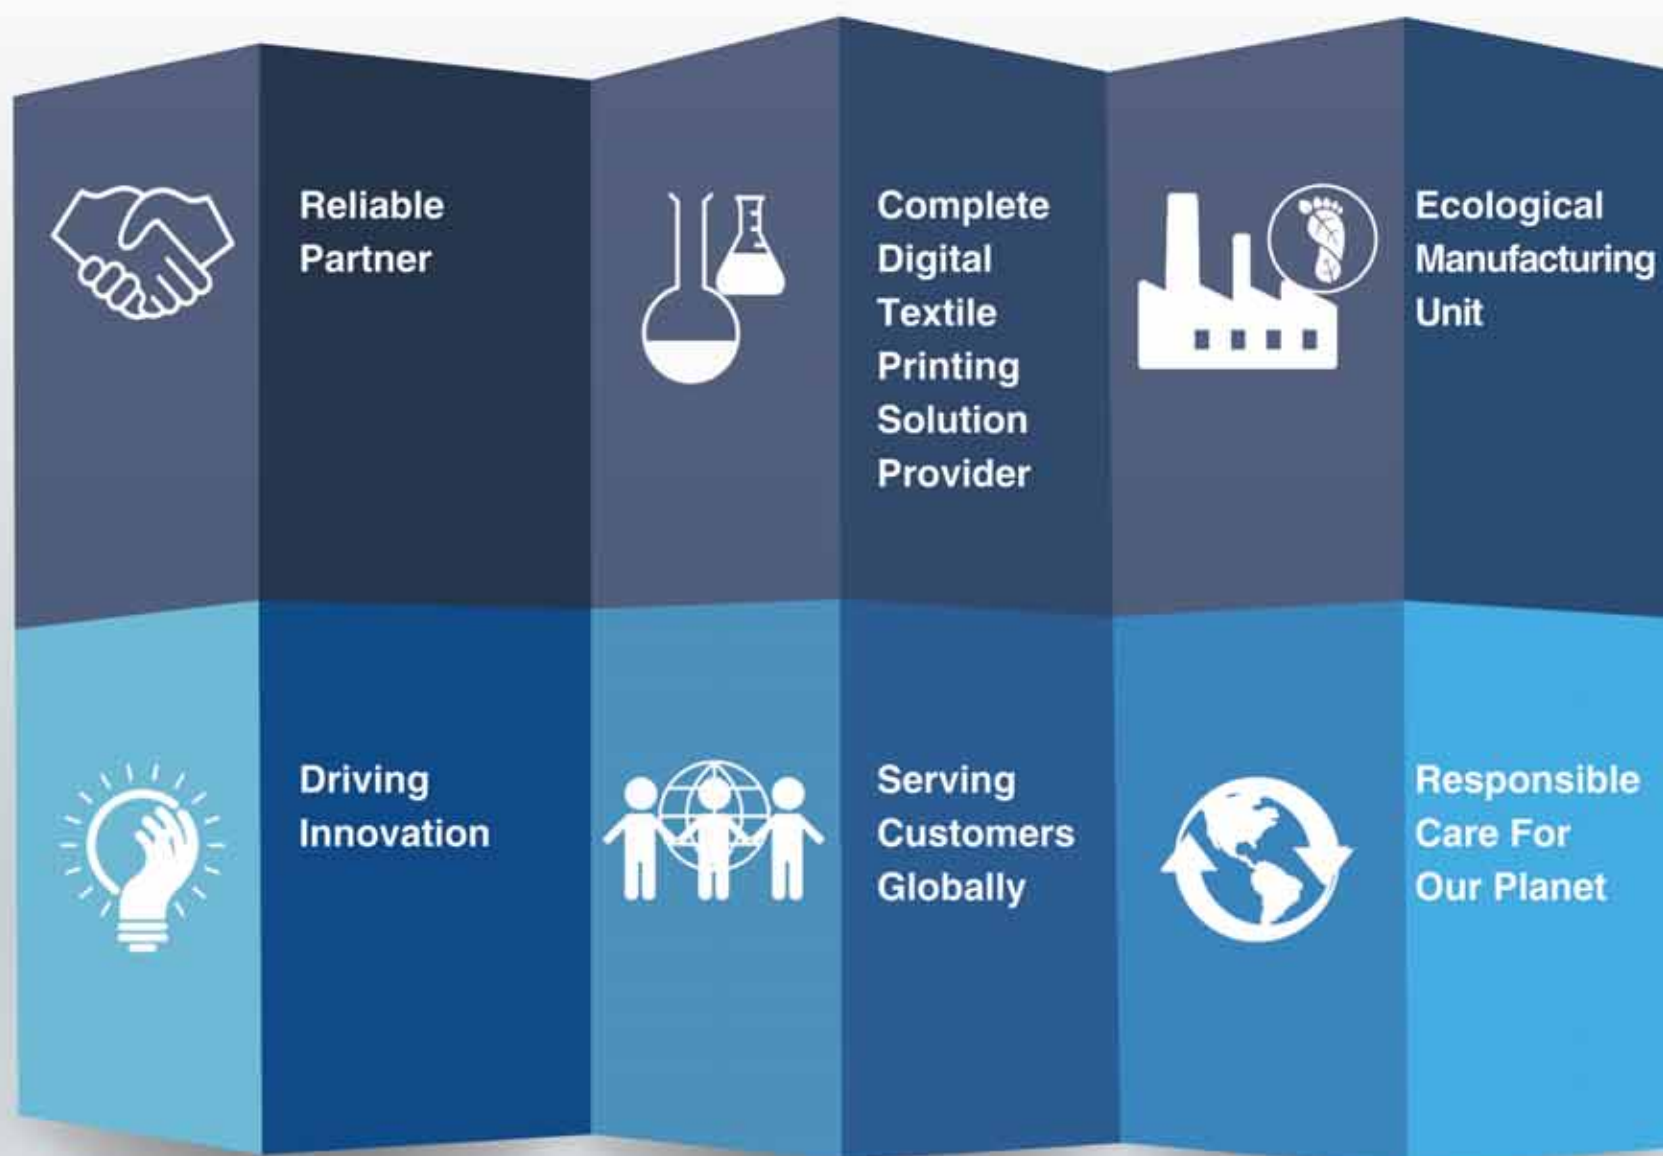 Reliable
Partner
Complete
Digital
Textile
Printing
Solution
Provider
Ecological
Manufacturing
Unit
Driving
Innovation
Serving
Customers
Globally
Responsible
Care For
Our Planet